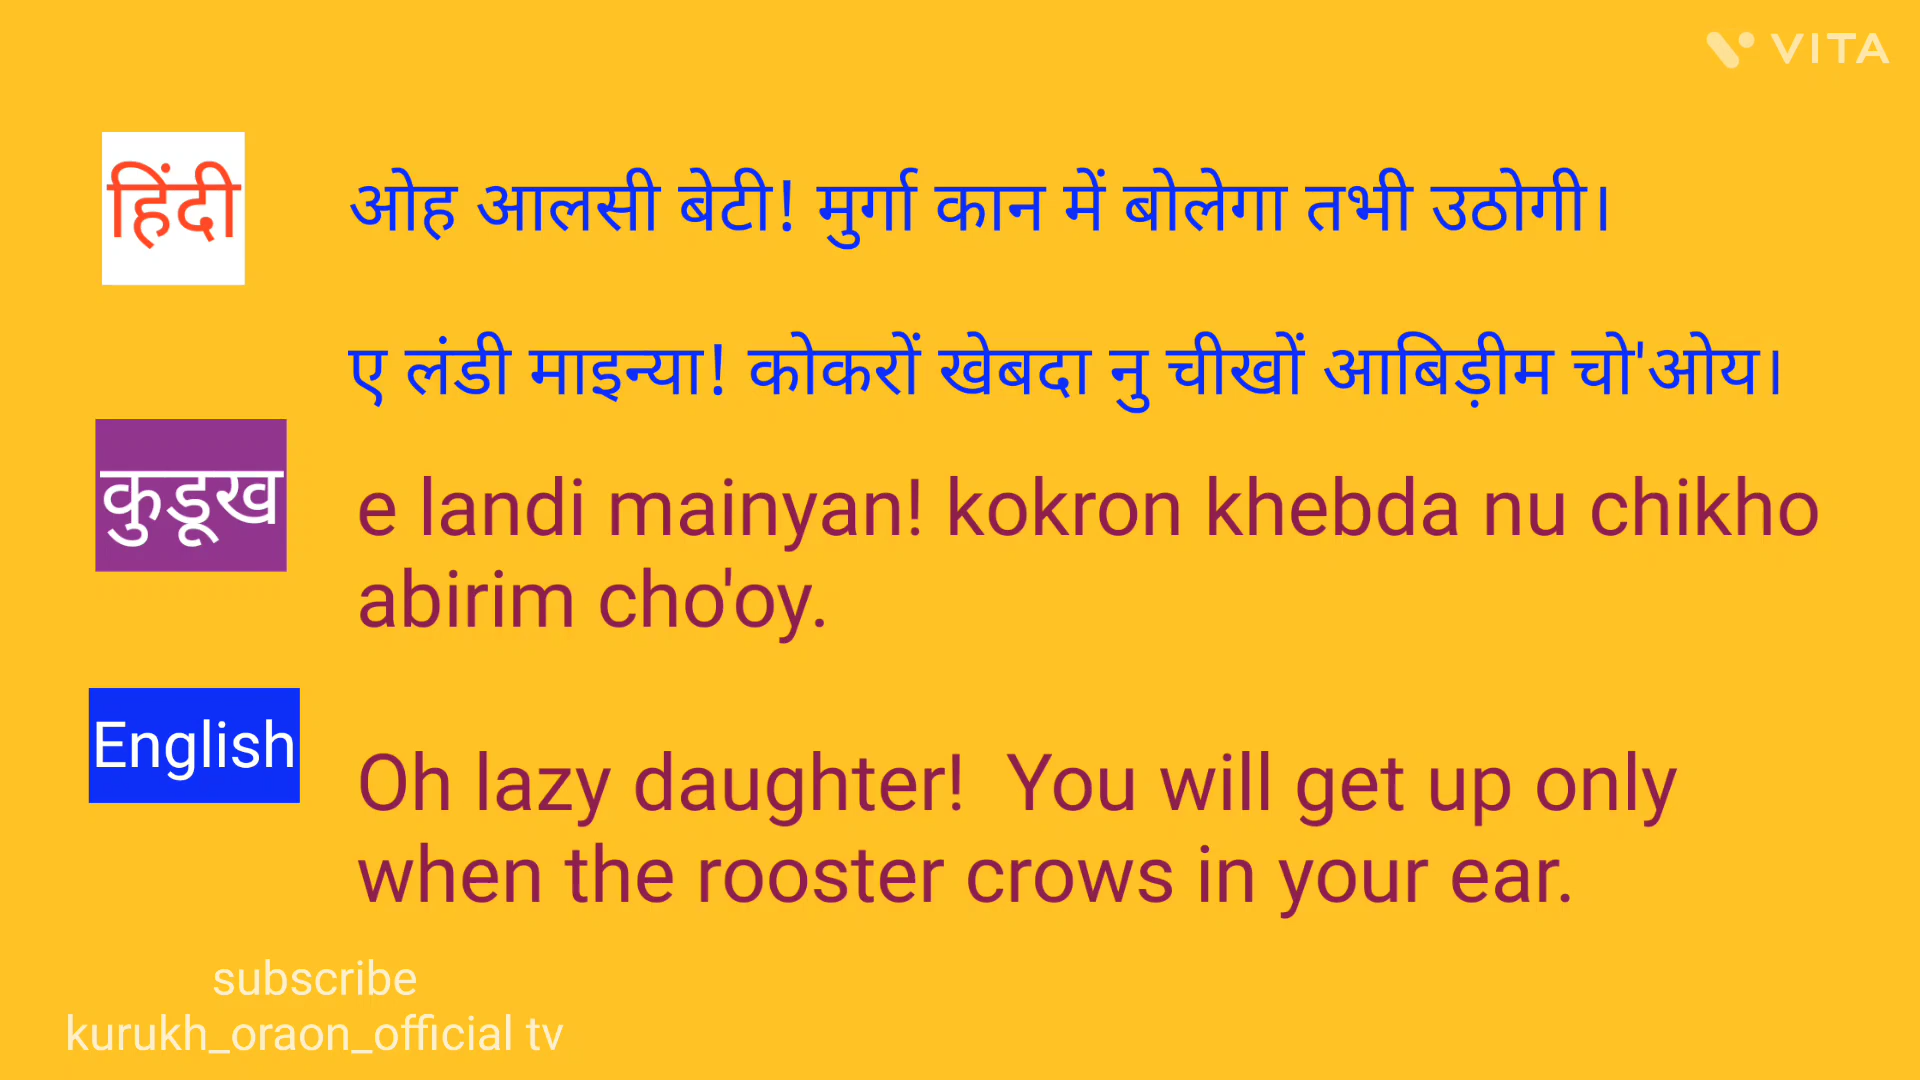 VITA
हिंदी
ओह आलसी बेटी! मुर्गा कान में बोलेगा तभी उठोगी।
ए लंडी माइन्या! कोकरों खेबदा नु चीखों आबिड़ीम चो'ओय।
कुडूख
e landi mainyan! kokron khebda nu chikho
abirim cho'oy.
English
Oh lazy daughter!  You will get up only
when the rooster crows in your ear.
subscribe
kurukh_oraon_official tv